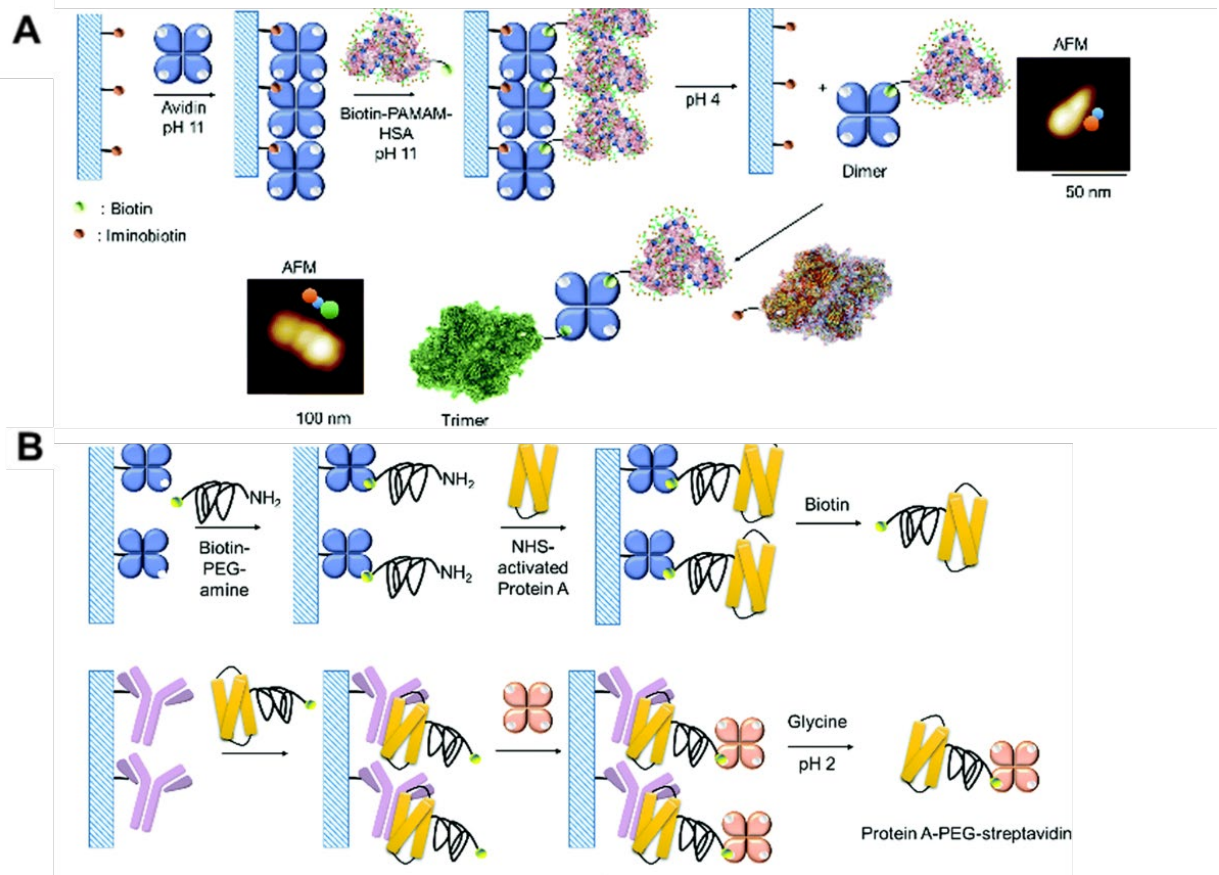 A
Avidin
pH 11
Biotin-PAMAM-
HSA
pH 11
pH 4
+
Dimer
AFM
50 nm
: Biotin
: Iminobiotin
AFM
100 nm
Trimer
B
NH2
Biotin-
PEG-
amine
NH2
NH2
NHS-
activated
Protein A
Biotin
Glycine
pH 2
Protein A-PEG-streptavidin